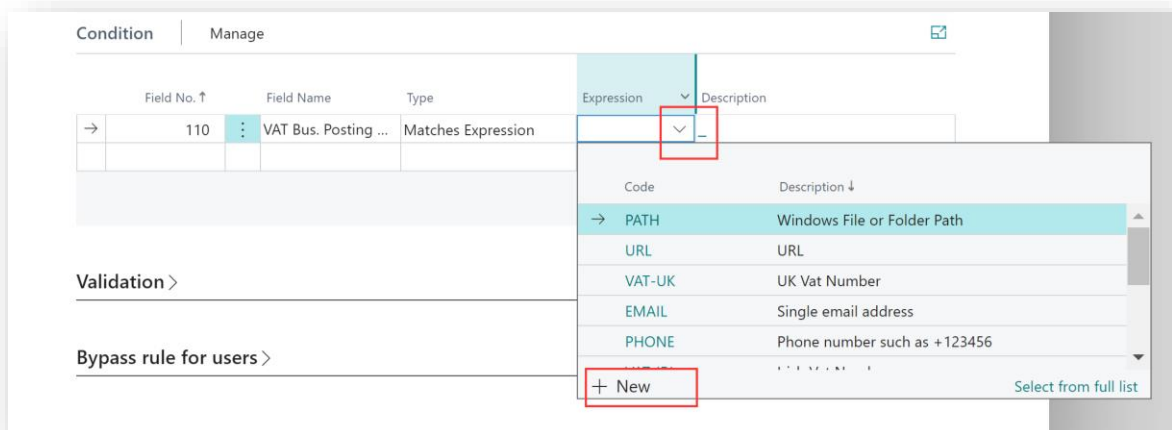 Condition Manage
Field No. ↑ Field Name Type Expression Description
110 VAT Bus. Posting ... Matches Expression _
Code Description ↓
PATH Windows File or Folder Path
URL URL
VAT-UK UK Vat Number
EMAIL Single email address
PHONE Phone number such as +123456
+ New Select from full list
Validation >
Bypass rule for users >